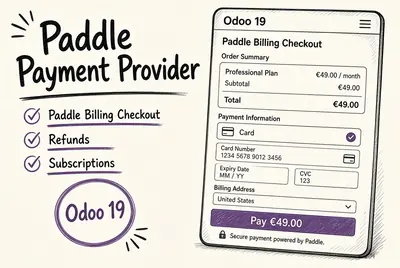 Paddle
Payment Provider
Paddle Billing Checkout
Refunds
Subscriptions
Odoo 19
Odoo 19
Paddle Billing Checkout
Order Summary
Professional Plan €49.00 / month
Subtotal €49.00
Total €49.00
Payment Information
Card
Card Number
1234 5678 9012 3456
Expiry Date
MM / YY
CVC
123
Billing Address
United States
Pay €49.00
Secure payment powered by Paddle.